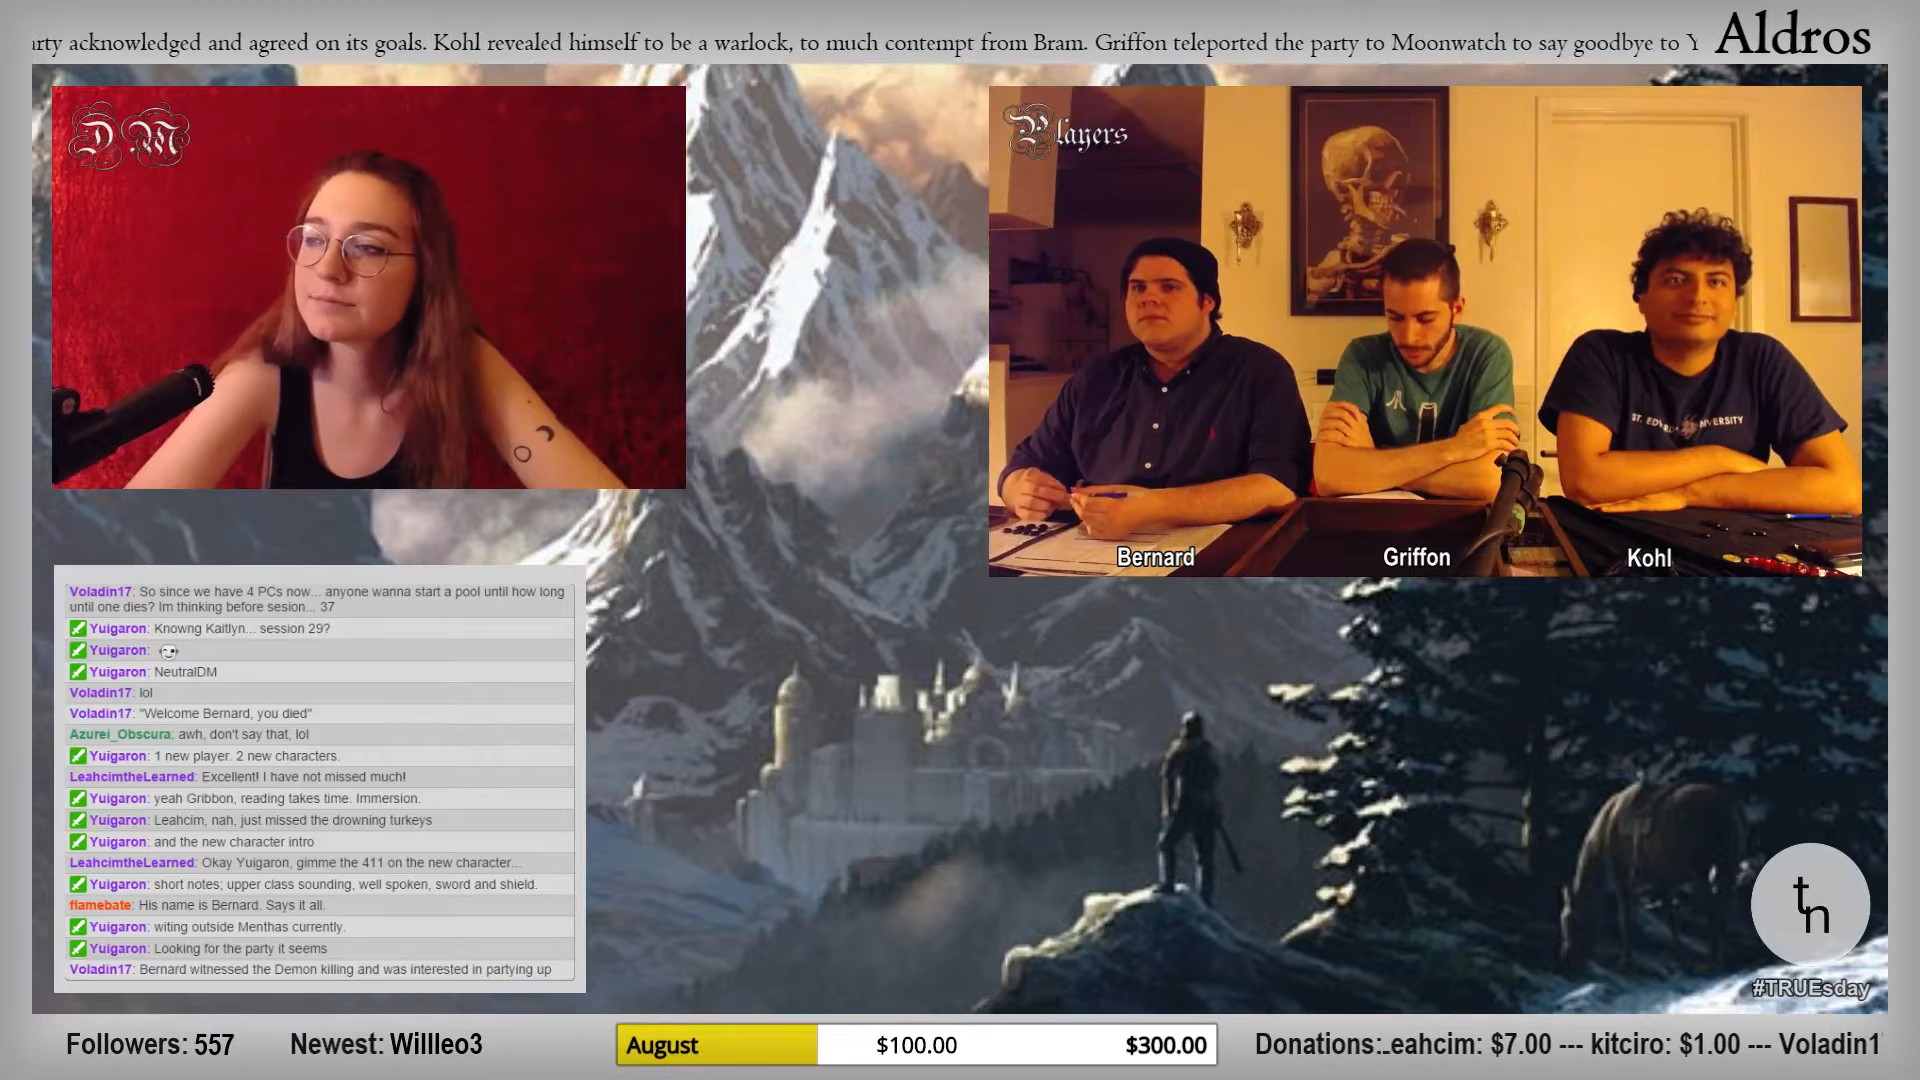 arty acknowledged and agreed on its goals. Kohl revealed himself to be a warlock, to much contempt from Bram. Griffon teleported the party to Moonwatch to say goodbye to Y
Aldros
D.M
Players
ST. EDWARD UNIVERSITY
Bernard
Griffon
Kohl
Voladin17: So since we have 4 PCs now... anyone wanna start a pool until how long
until one dies? Im thinking before sesion... 37
Yuigaron: Knowng Kaitlyn... session 29?
Yuigaron:
Yuigaron: NeutralDM
Voladin17: lol
Voladin17: "Welcome Bernard, you died"
Azurei_Obscura: awh, don't say that, lol
Yuigaron: 1 new player. 2 new characters.
LeahcimtheLearned: Excellent! I have not missed much!
Yuigaron: yeah Gribbon, reading takes time. Immersion.
Yuigaron: Leahcim, nah, just missed the drowning turkeys
Yuigaron: and the new character intro
LeahcimtheLearned: Okay Yuigaron, gimme the 411 on the new character...
Yuigaron: short notes; upper class sounding, well spoken, sword and shield.
flamebate: His name is Bernard. Says it all.
Yuigaron: witing outside Menthas currently.
Yuigaron: Looking for the party it seems
Voladin17: Bernard witnessed the Demon killing and was interested in partying up
tn
#TRUEsday
Followers: 557
Newest: Willleo3
August
$100.00
$300.00
Donations: eahcim: $7.00 --- kitciro: $1.00 --- Voladin1